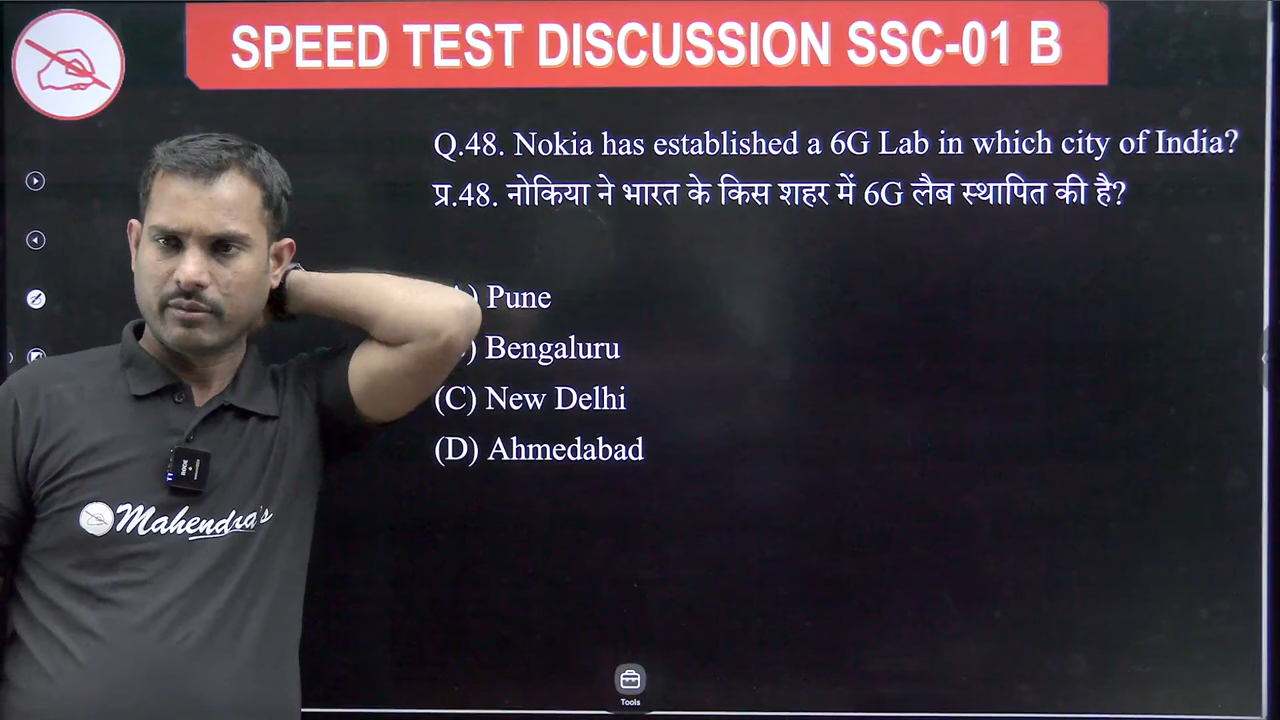 SPEED TEST DISCUSSION SSC-01 B
Q.48. Nokia has established a 6G Lab in which city of India?
प्र.48. नोकिया ने भारत के किस शहर में 6G लैब स्थापित की है?
) Pune
) Bengaluru
(C) New Delhi
(D) Ahmedabad
RODE
Mahendra's
Tools